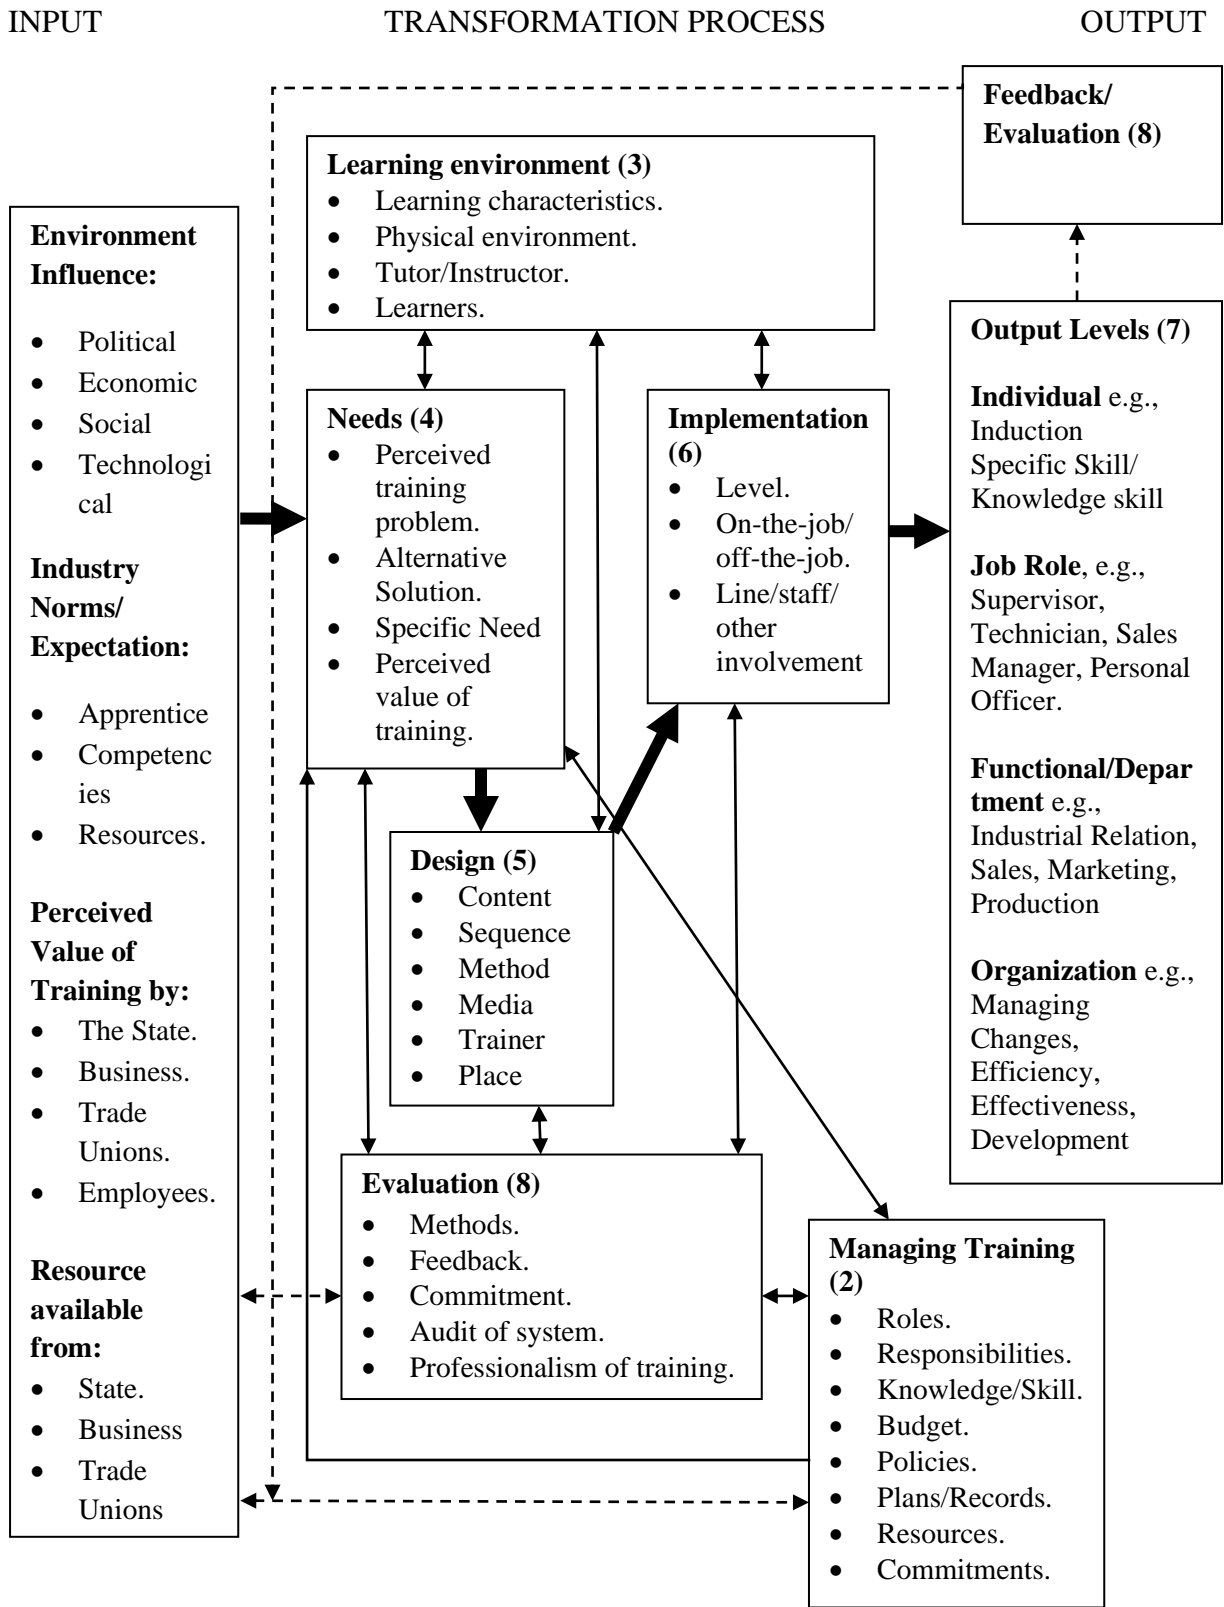 INPUT TRANSFORMATION PROCESS OUTPUT
Environment
Influence:
• Political
• Economic
• Social
• Technologi
cal
Industry
Norms/
Expectation:
• Apprentice
• Competenc
ies
• Resources.
Perceived
Value of
Training by:
• The State.
• Business.
• Trade
Unions.
• Employees.
Resource
available
from:
• State.
• Business
• Trade
Unions
Learning environment (3)
• Learning characteristics.
• Physical environment.
• Tutor/Instructor.
• Learners.
Needs (4)
• Perceived
training
problem.
• Alternative
Solution.
• Specific Need
• Perceived
value of
training.
Implementation
(6)
• Level.
• On-the-job/
off-the-job.
• Line/staff/
other
involvement
Design (5)
• Content
• Sequence
• Method
• Media
• Trainer
• Place
Evaluation (8)
• Methods.
• Feedback.
• Commitment.
• Audit of system.
• Professionalism of training.
Managing Training
(2)
• Roles.
• Responsibilities.
• Knowledge/Skill.
• Budget.
• Policies.
• Plans/Records.
• Resources.
• Commitments.
Feedback/
Evaluation (8)
Output Levels (7)
Individual e.g.,
Induction
Specific Skill/
Knowledge skill
Job Role, e.g.,
Supervisor,
Technician, Sales
Manager, Personal
Officer.
Functional/Depar
tment e.g.,
Industrial Relation,
Sales, Marketing,
Production
Organization e.g.,
Managing
Changes,
Efficiency,
Effectiveness,
Development